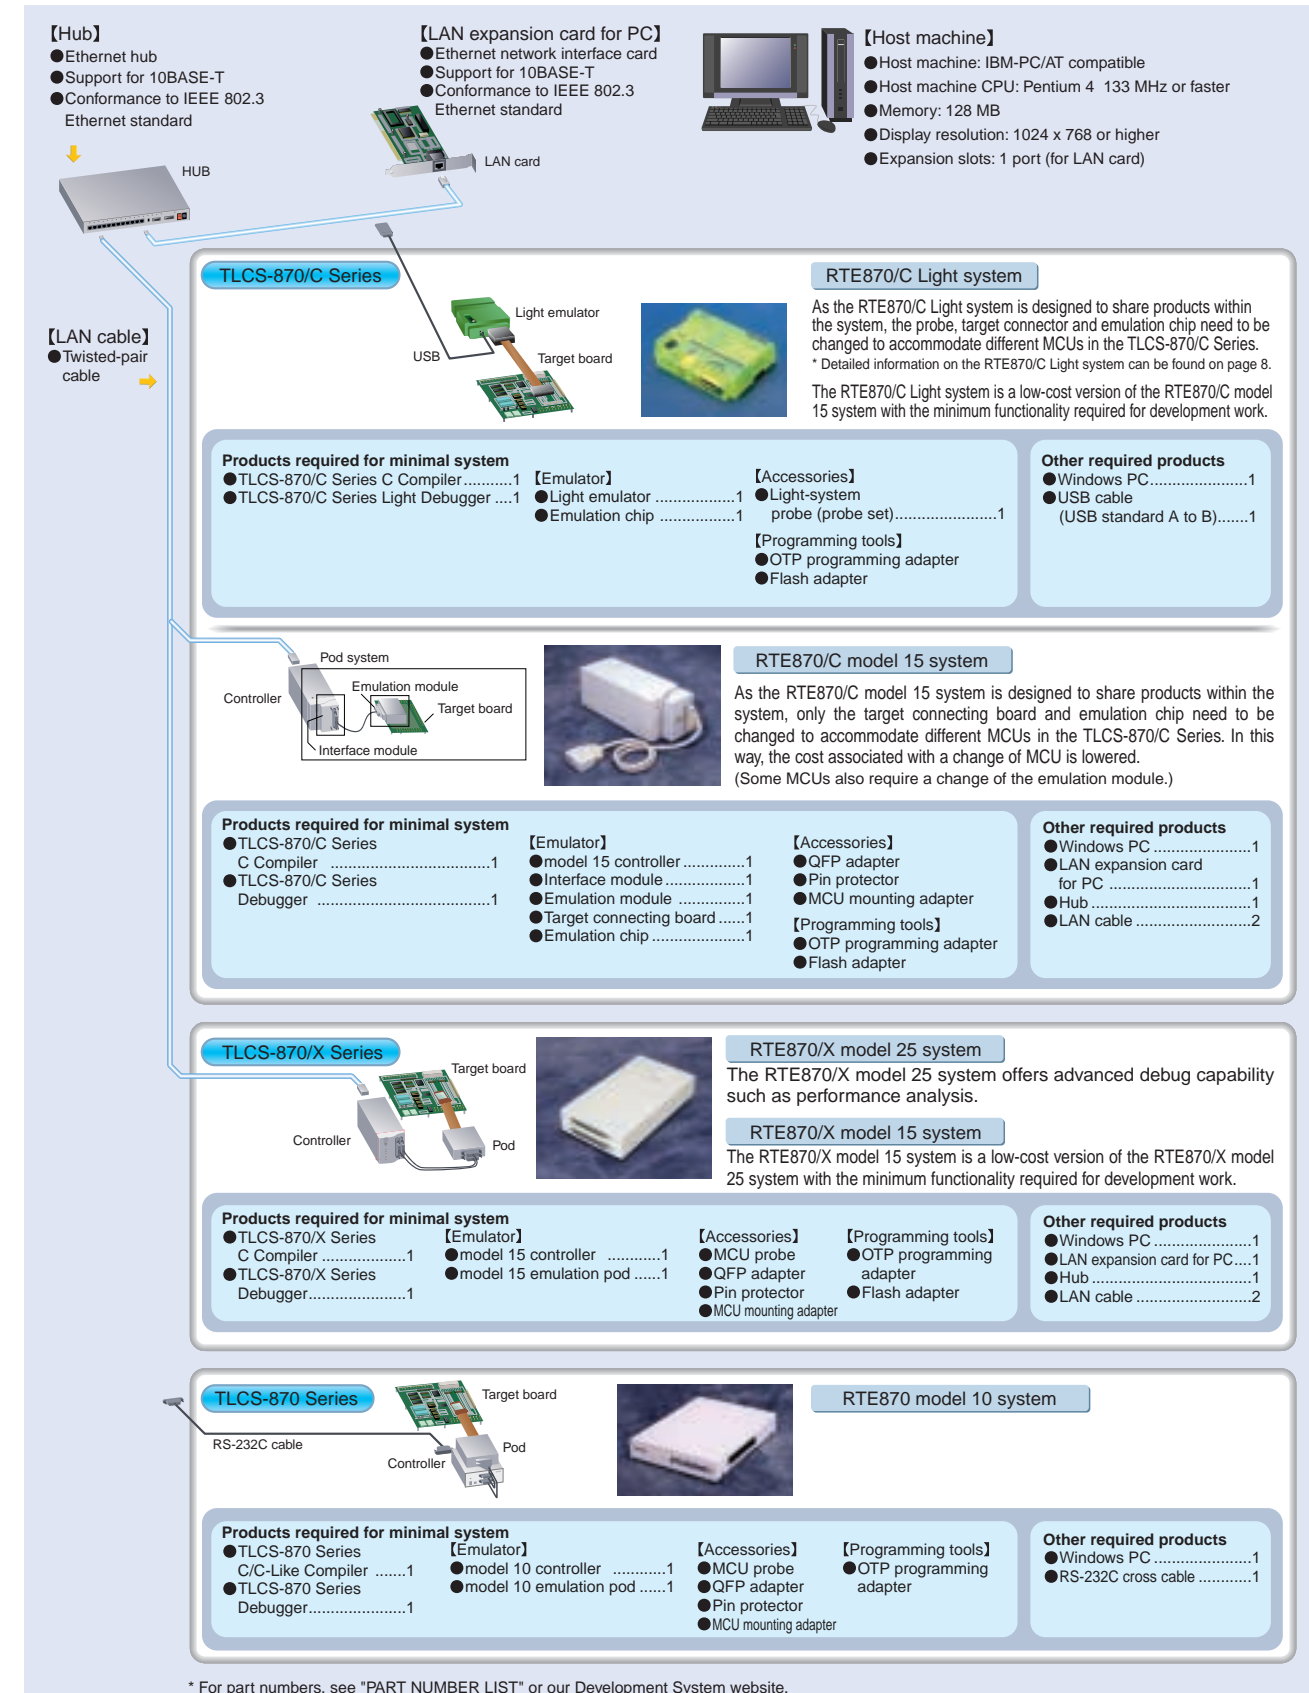 【Hub】
●Ethernet hub
●Support for 10BASE-T
●Conformance to IEEE 802.3
Ethernet standard
HUB
【LAN expansion card for PC】
●Ethernet network interface card
●Support for 10BASE-T
●Conformance to IEEE 802.3
Ethernet standard
LAN card
【Host machine】
●Host machine: IBM-PC/AT compatible
●Host machine CPU: Pentium 4 133 MHz or faster
●Memory: 128 MB
●Display resolution: 1024 x 768 or higher
●Expansion slots: 1 port (for LAN card)
【LAN cable】
●Twisted-pair
cable
TLCS-870/C Series
Light emulator
USB
Target board
RTE870/C Light system
As the RTE870/C Light system is designed to share products within
the system, the probe, target connector and emulation chip need to be
changed to accommodate different MCUs in the TLCS-870/C Series.
* Detailed information on the RTE870/C Light system can be found on page 8.
The RTE870/C Light system is a low-cost version of the RTE870/C model
15 system with the minimum functionality required for development work.
Products required for minimal system
●TLCS-870/C Series C Compiler...........1
●TLCS-870/C Series Light Debugger ....1
【Emulator】
●Light emulator ..................1
●Emulation chip .................1
【Accessories】
●Light-system
probe (probe set).......................1
【Programming tools】
●OTP programming adapter
●Flash adapter
Other required products
●Windows PC......................1
●USB cable
(USB standard A to B).......1
Pod system
Controller
Emulation module
Target board
Interface module
RTE870/C model 15 system
As the RTE870/C model 15 system is designed to share products within the
system, only the target connecting board and emulation chip need to be
changed to accommodate different MCUs in the TLCS-870/C Series. In this
way, the cost associated with a change of MCU is lowered.
(Some MCUs also require a change of the emulation module.)
Products required for minimal system
●TLCS-870/C Series
C Compiler ....................................1
●TLCS-870/C Series
Debugger .......................................1
【Emulator】
●model 15 controller..............1
●Interface module..................1
●Emulation module ...............1
●Target connecting board ......1
●Emulation chip.....................1
【Accessories】
●QFP adapter
●Pin protector
●MCU mounting adapter
【Programming tools】
●OTP programming adapter
●Flash adapter
Other required products
●Windows PC......................1
●LAN expansion card
for PC ................................1
●Hub....................................1
●LAN cable..........................2
TLCS-870/X Series
Target board
Controller
Pod
RTE870/X model 25 system
The RTE870/X model 25 system offers advanced debug capability
such as performance analysis.
RTE870/X model 15 system
The RTE870/X model 15 system is a low-cost version of the RTE870/X model
25 system with the minimum functionality required for development work.
Products required for minimal system
●TLCS-870/X Series
C Compiler...................1
●TLCS-870/X Series
Debugger......................1
【Emulator】
●model 15 controller ............1
●model 15 emulation pod ......1
【Accessories】
●MCU probe
●QFP adapter
●Pin protector
●MCU mounting adapter
【Programming tools】
●OTP programming
adapter
●Flash adapter
Other required products
●Windows PC......................1
●LAN expansion card for PC....1
●Hub....................................1
●LAN cable..........................2
TLCS-870 Series
Target board
RS-232C cable
Pod
Controller
RTE870 model 10 system
Products required for minimal system
●TLCS-870 Series
C/C-Like Compiler .......1
●TLCS-870 Series
Debugger......................1
【Emulator】
●model 10 controller ............1
●model 10 emulation pod ......1
【Accessories】
●MCU probe
●QFP adapter
●Pin protector
●MCU mounting adapter
【Programming tools】
●OTP programming
adapter
Other required products
●Windows PC......................1
●RS-232C cross cable............1
* For part numbers, see "PART NUMBER LIST" or our Development System website.